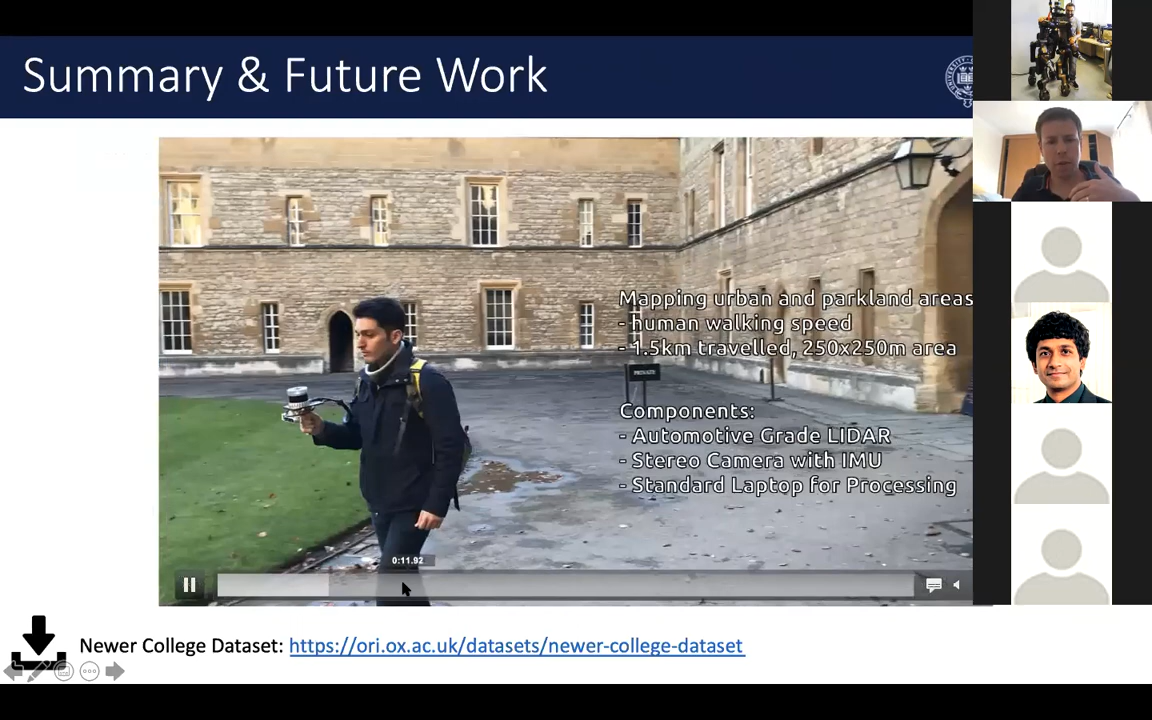 Summary & Future Work
Mapping urban and parkland areas
- human walking speed
- 1.5km travelled, 250x250m area
PRIVATE
Components:
- Automotive Grade LIDAR
- Stereo Camera with IMU
- Standard Laptop for Processing
0:11.92
Newer College Dataset: https://ori.ox.ac.uk/datasets/newer-college-dataset